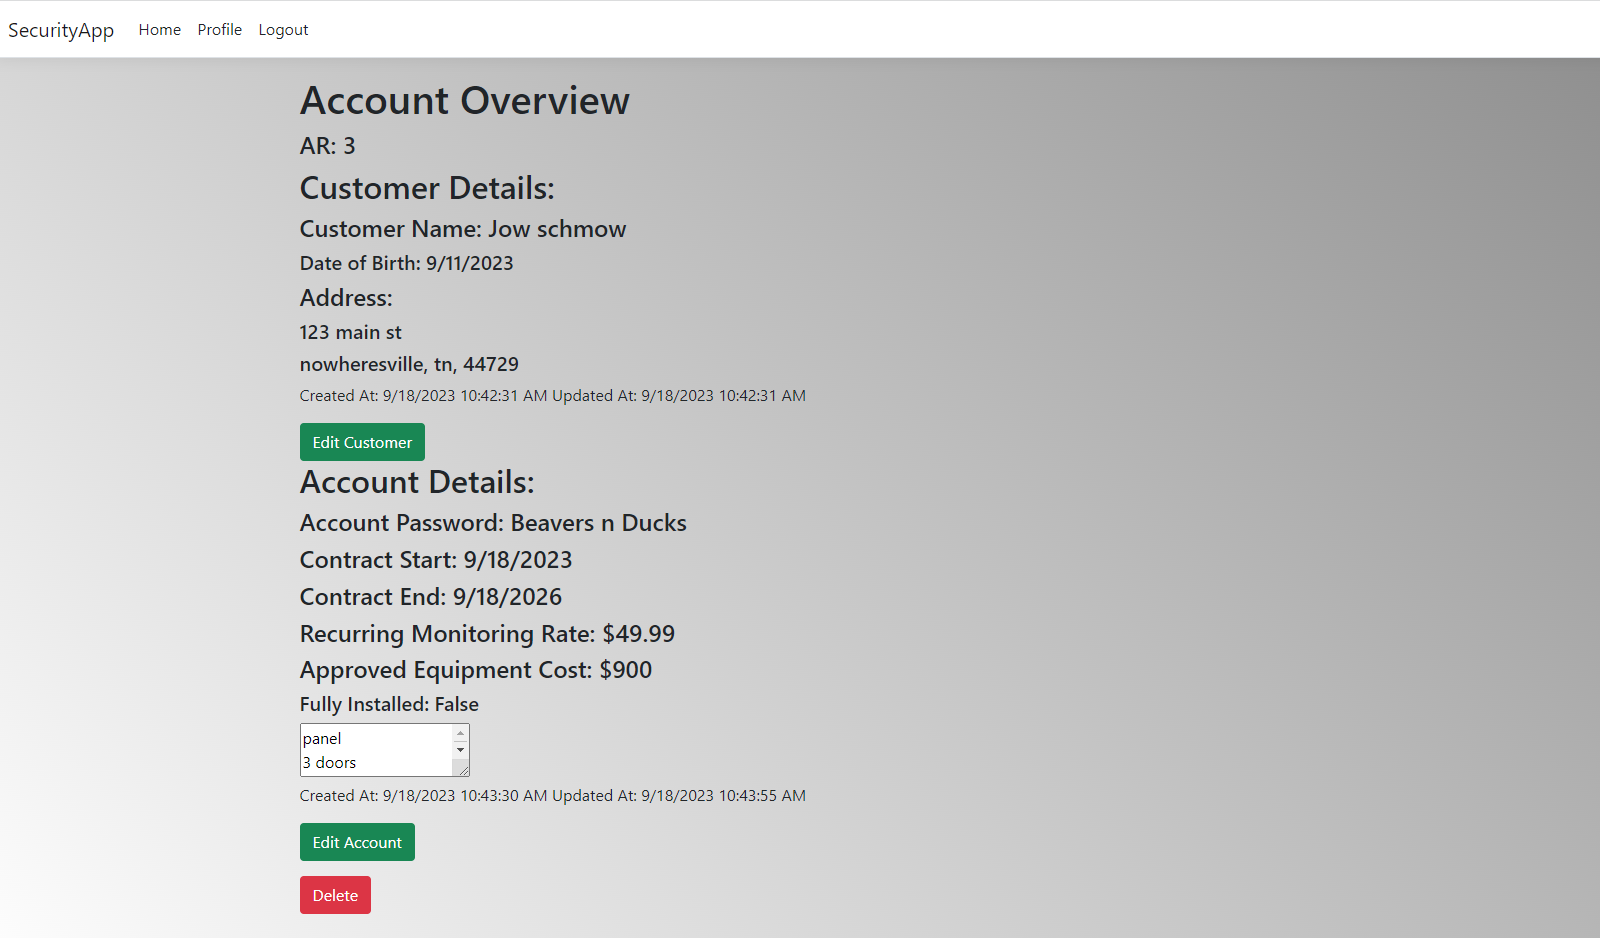 SecurityApp Home Profile Logout
Account Overview
AR: 3
Customer Details:
Customer Name: Jow schmow
Date of Birth: 9/11/2023
Address:
123 main st
nowheresville, tn, 44729
Created At: 9/18/2023 10:42:31 AM Updated At: 9/18/2023 10:42:31 AM
Edit Customer
Account Details:
Account Password: Beavers n Ducks
Contract Start: 9/18/2023
Contract End: 9/18/2026
Recurring Monitoring Rate: $49.99
Approved Equipment Cost: $900
Fully Installed: False
panel
3 doors
Created At: 9/18/2023 10:43:30 AM Updated At: 9/18/2023 10:43:55 AM
Edit Account
Delete